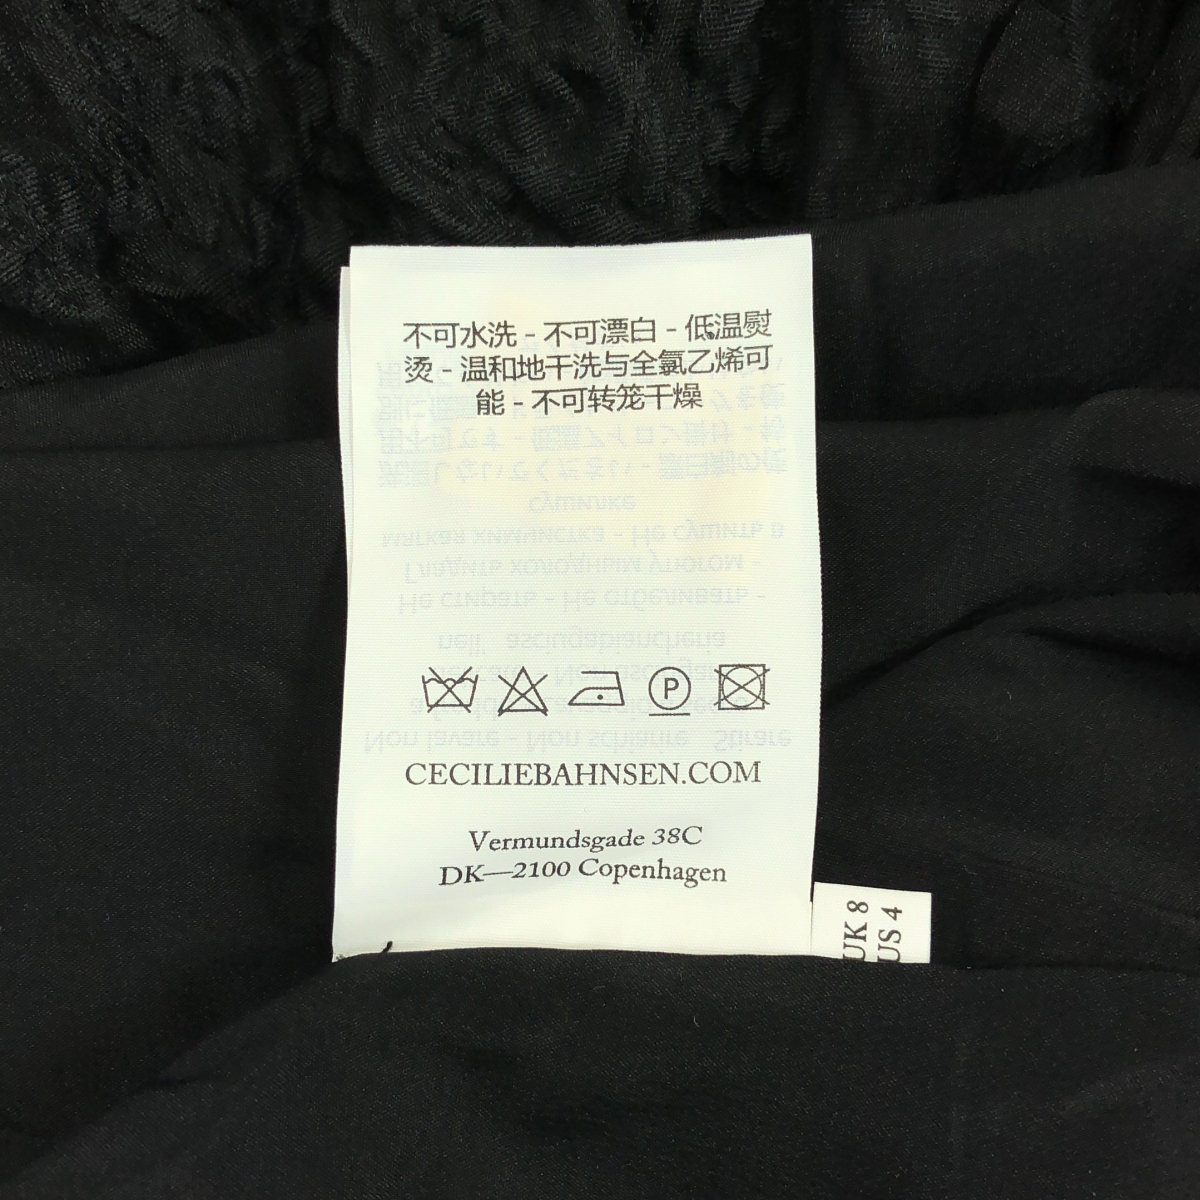 不可水洗 - 不可漂白 - 低温熨
烫 - 温和地干洗与全氯乙烯可
能 - 不可转笼干燥
P
CECILIEBAHNSEN.COM
Vermundsgade 38C
DK—2100 Copenhagen
UK 8
US 4